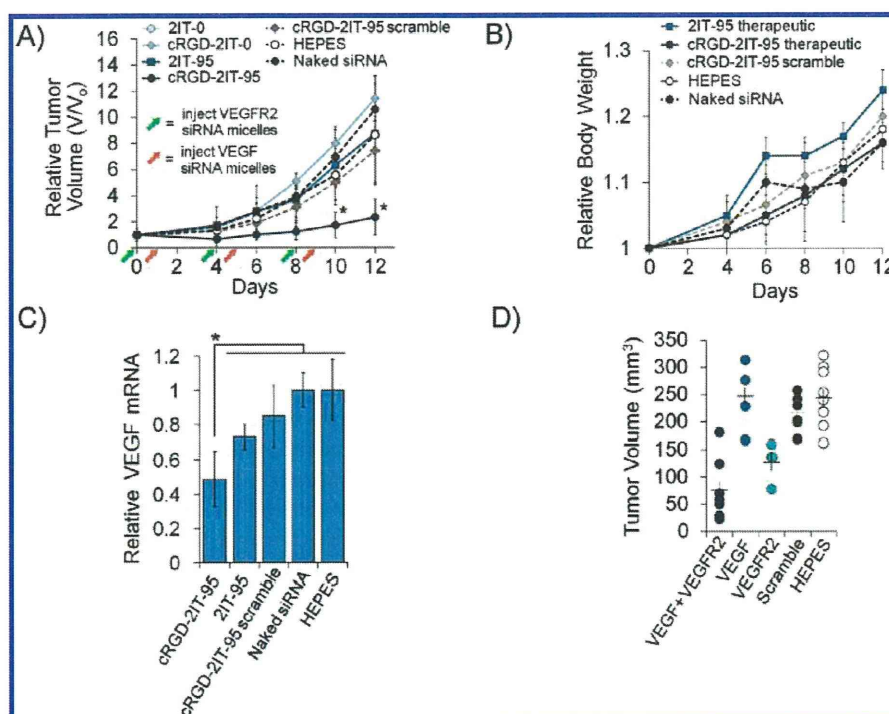 A)
2IT-0
cRGD-2IT-0
2IT-95
cRGD-2IT-95
cRGD-2IT-95 scramble
HEPES
Naked siRNA
Relative Tumor
Volume (V/Vo)
16
14
12
10
8
6
4
2
0
= inject VEGFR2
siRNA micelles
= inject VEGF
siRNA micelles
*
*
0 2 4 6 8 10 12
Days
B)
2IT-95 therapeutic
cRGD-2IT-95 therapeutic
cRGD-2IT-95 scramble
HEPES
Naked siRNA
Relative Body Weight
1.3
1.2
1.1
1
0 2 4 6 8 10 12
Days
C)
*
Relative VEGF mRNA
1.2
1
0.8
0.6
0.4
0.2
0
cRGD-2IT-95
2IT-95
cRGD-2IT-95 scramble
Naked siRNA
HEPES
D)
Tumor Volume (mm³)
350
300
250
200
150
100
50
0
VEGF+VEGFR2
VEGF
VEGFR2
Scramble
HEPES